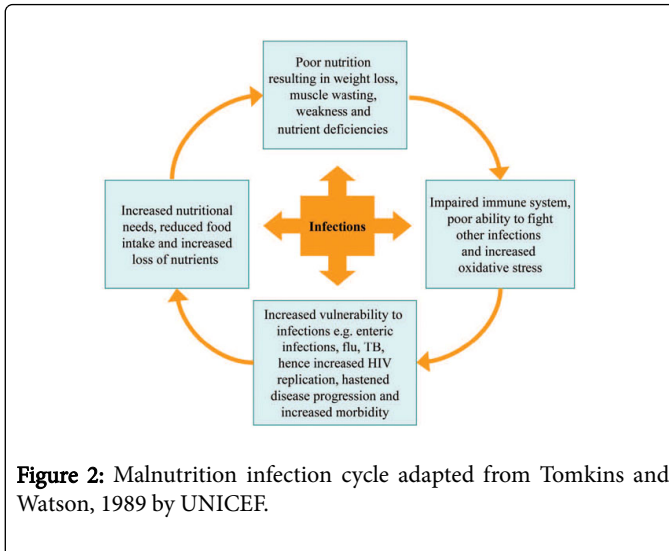 Poor nutrition
resulting in weight loss,
muscle wasting,
weakness and
nutrient deficiencies
Increased nutritional
needs, reduced food
intake and increased
loss of nutrients
Infections
Impaired immune system,
poor ability to fight
other infections
and increased
oxidative stress
Increased vulnerability to
infections e.g. enteric
infections, flu, TB,
hence increased HIV
replication, hastened
disease progression and
increased morbidity
Figure 2: Malnutrition infection cycle adapted from Tomkins and
Watson, 1989 by UNICEF.